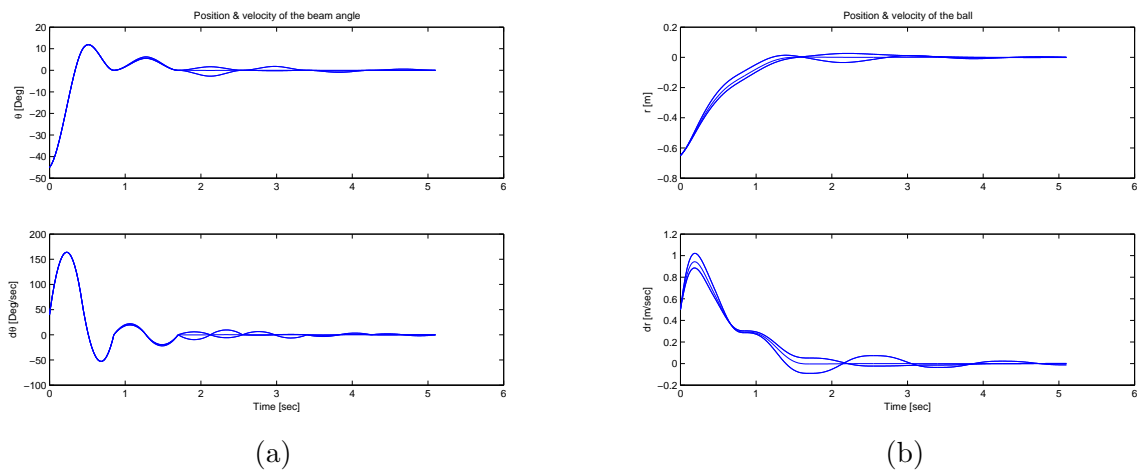 Position & velocity of the beam angle
20
10
0
−10
−20
−30
−40
−50
θ [Deg]
0 1 2 3 4 5 6
200
150
100
50
0
−50
−100
dθ [Deg/sec]
0 1 2 3 4 5 6
Time [sec]
(a)
Position & velocity of the ball
0.2
0
−0.2
−0.4
−0.6
−0.8
r [m]
0 1 2 3 4 5 6
1.2
1
0.8
0.6
0.4
0.2
0
−0.2
dr [m/sec]
0 1 2 3 4 5 6
Time [sec]
(b)